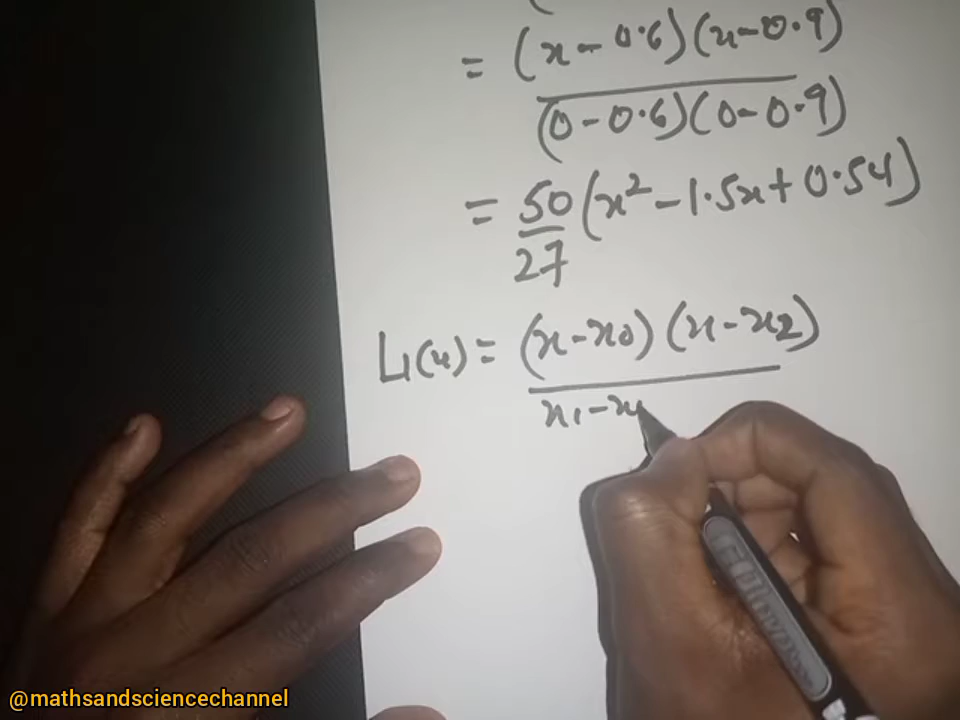 = (x - 0.6)(x - 0.9)
(0 - 0.6)(0 - 0.9)
= 50/27 (x² - 1.5x + 0.54)
L₁(x) = (x - x₀)(x - x₂)
x₁ - x
@mathsandsciencechannel